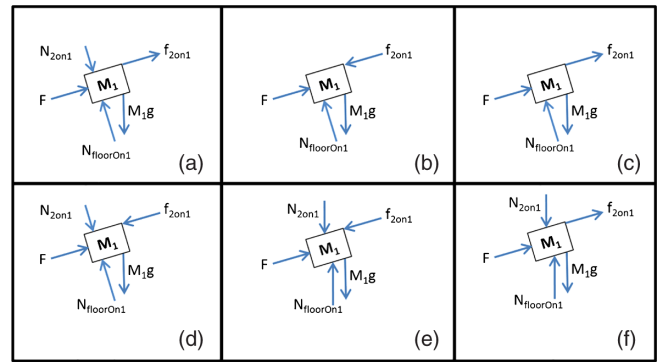 N2on1
f2on1
M1
F
M1g
NfloorOn1
(a)
f2on1
M1
F
M1g
NfloorOn1
(b)
f2on1
M1
F
M1g
NfloorOn1
(c)
N2on1
f2on1
M1
F
M1g
NfloorOn1
(d)
N2on1
f2on1
M1
F
M1g
NfloorOn1
(e)
N2on1
f2on1
M1
F
M1g
NfloorOn1
(f)